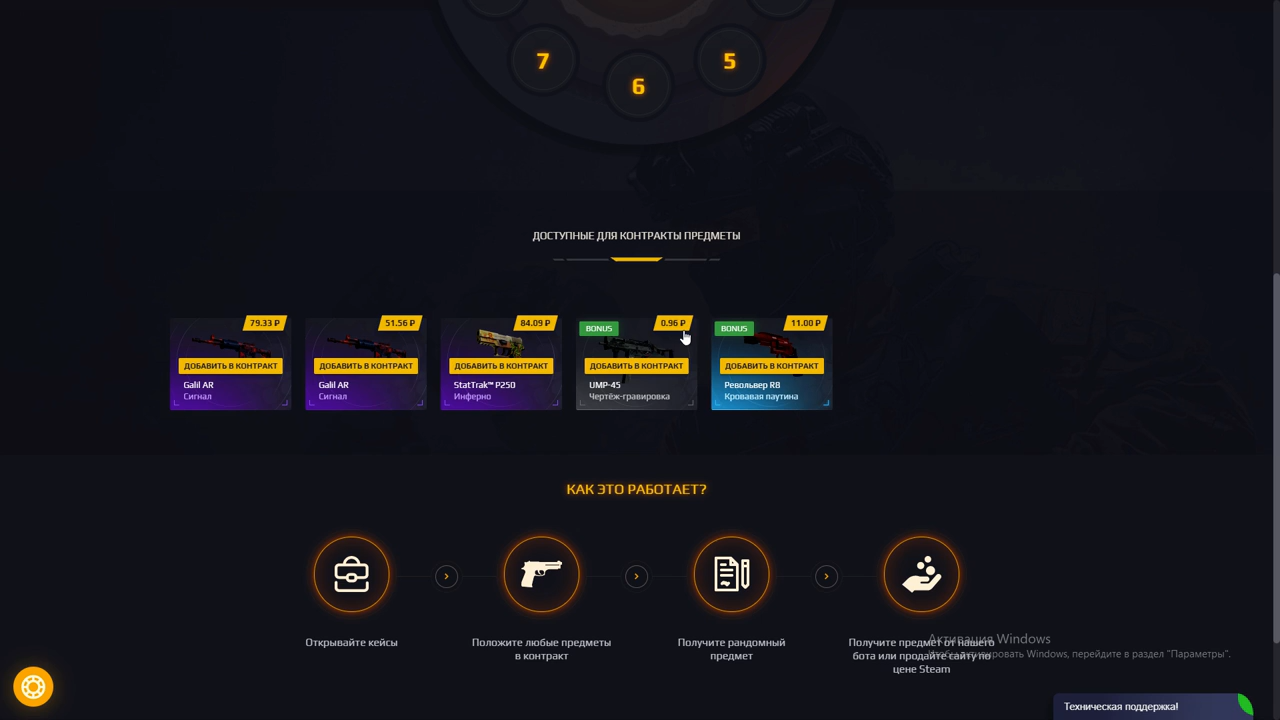 7
5
6
ДОСТУПНЫЕ ДЛЯ КОНТРАКТЫ ПРЕДМЕТЫ
79.33 Р
51.56 Р
84.09 Р
BONUS
0.96 Р
BONUS
11.00 Р
ДОБАВИТЬ В КОНТРАКТ
ДОБАВИТЬ В КОНТРАКТ
ДОБАВИТЬ В КОНТРАКТ
ДОБАВИТЬ В КОНТРАКТ
ДОБАВИТЬ В КОНТРАКТ
Galil AR
Сигнал
Galil AR
Сигнал
StatTrak™ P250
Инферно
UMP-45
Чертёж-гравировка
Револьвер R8
Кровавая паутина
КАК ЭТО РАБОТАЕТ?
Открывайте кейсы
Положите любые предметы
в контракт
Получите рандомный
предмет
Получите предмет от нашего
бота или продайте сайту по
цене Steam
Активация Windows
Чтобы активировать Windows, перейдите в раздел "Параметры".
Техническая поддержка!